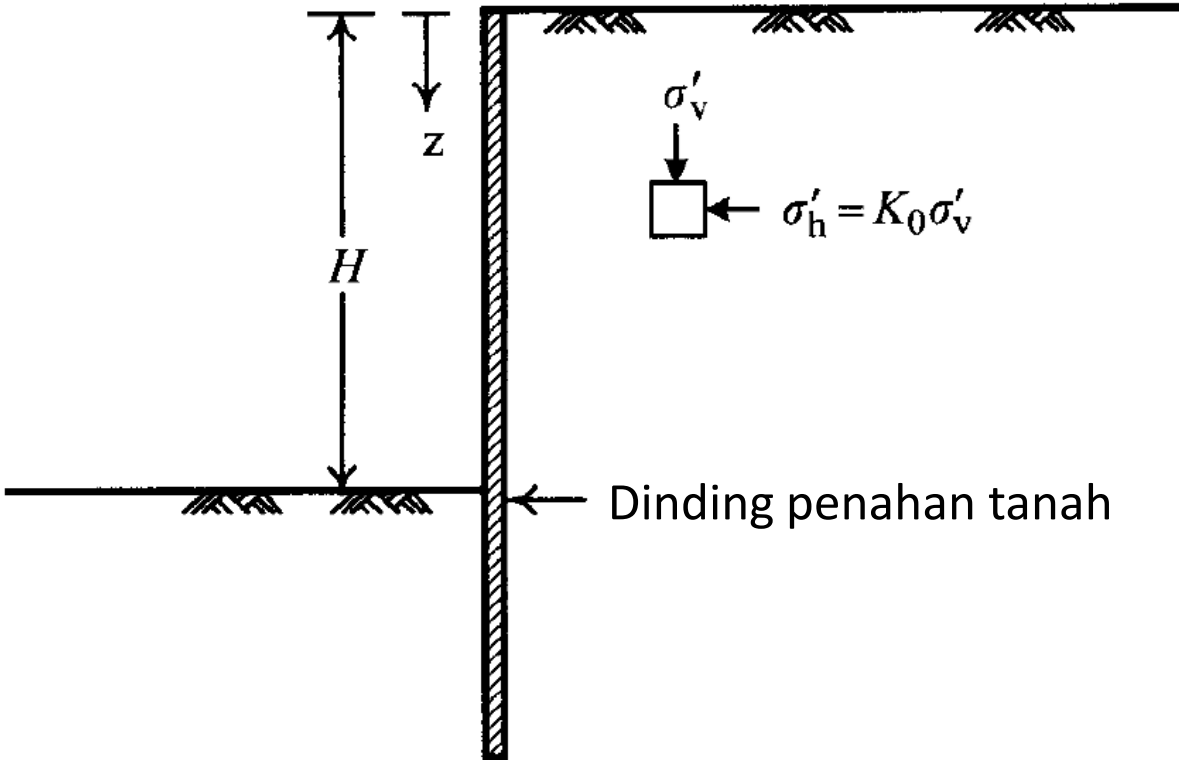 z
H
σ′v
σ′h = K0σ′v
Dinding penahan tanah